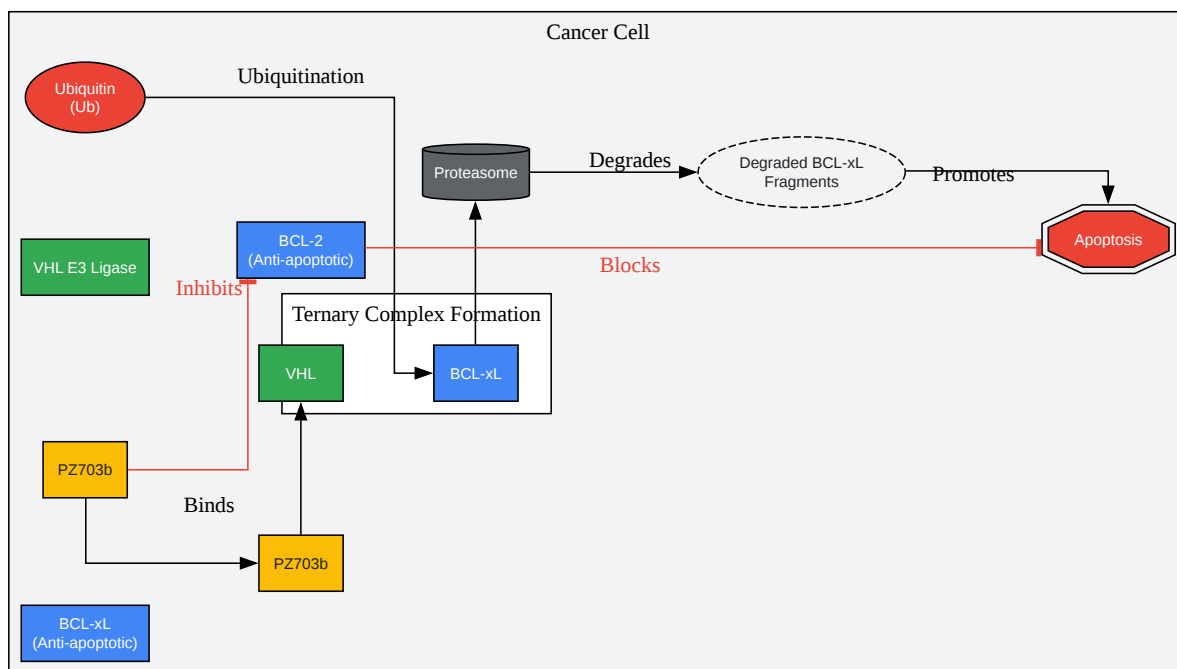 Cancer Cell
Ubiquitination
Ubiquitin
(Ub)
Degrades
Degraded BCL-xL
Fragments
Promotes
Proteasome
BCL-2
(Anti-apoptotic)
Apoptosis
VHL E3 Ligase
Blocks
Inhibits
Ternary Complex Formation
VHL
BCL-xL
PZ703b
Binds
PZ703b
BCL-xL
(Anti-apoptotic)